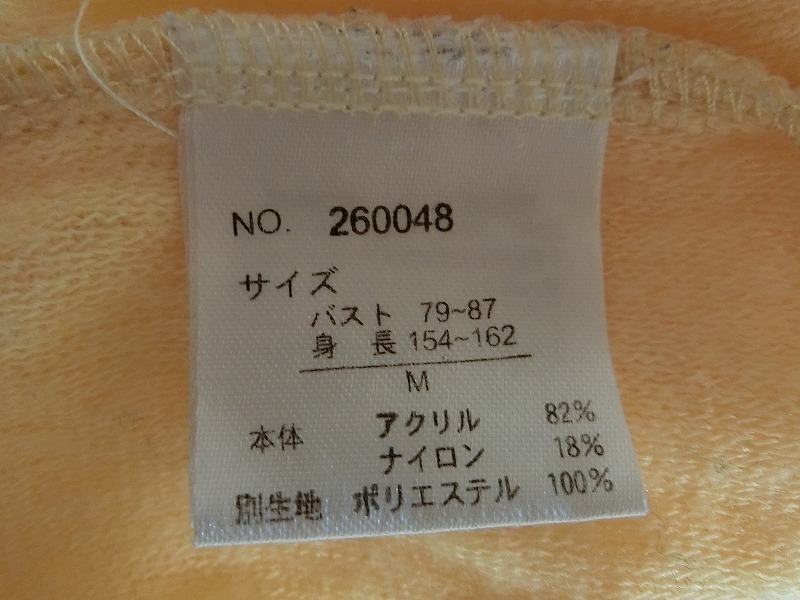 NO. 260048
サイズ
バスト 79~87
身 長 154~162
M
本体 アクリル 82%
ナイロン 18%
別生地 ポリエステル 100%